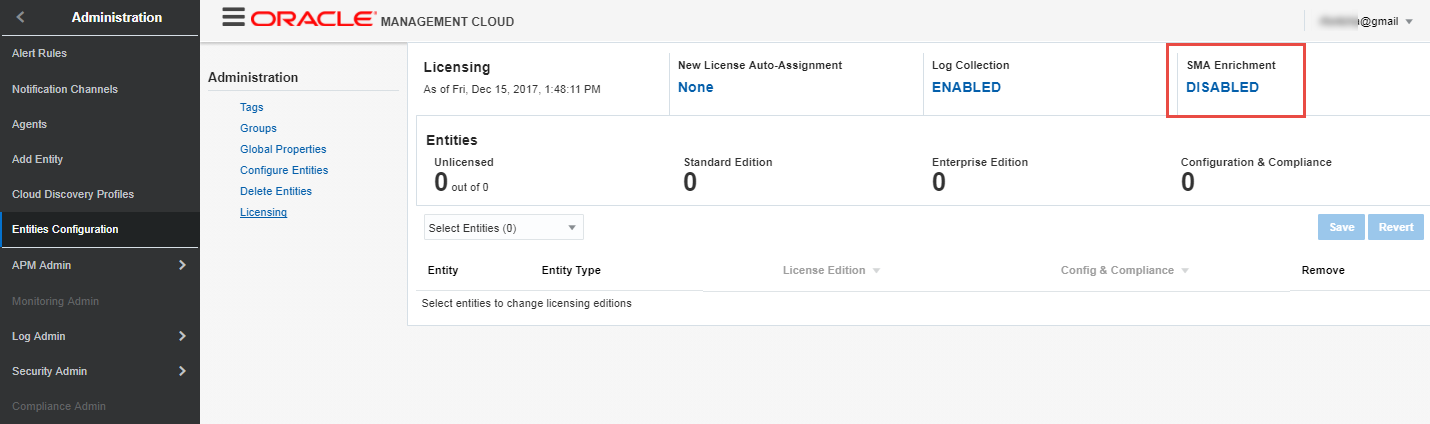 Administration
Alert Rules
Notification Channels
Agents
Add Entity
Cloud Discovery Profiles
Entities Configuration
APM Admin
Monitoring Admin
Log Admin
Security Admin
Compliance Admin
ORACLE MANAGEMENT CLOUD
@gmail
Administration
Tags
Groups
Global Properties
Configure Entities
Delete Entities
Licensing
Licensing
As of Fri, Dec 15, 2017, 1:48:11 PM
New License Auto-Assignment
None
Log Collection
ENABLED
SMA Enrichment
DISABLED
Entities
Unlicensed
0 out of 0
Standard Edition
0
Enterprise Edition
0
Configuration & Compliance
0
Select Entities (0)
Save Revert
Entity Entity Type License Edition Config & Compliance Remove
Select entities to change licensing editions